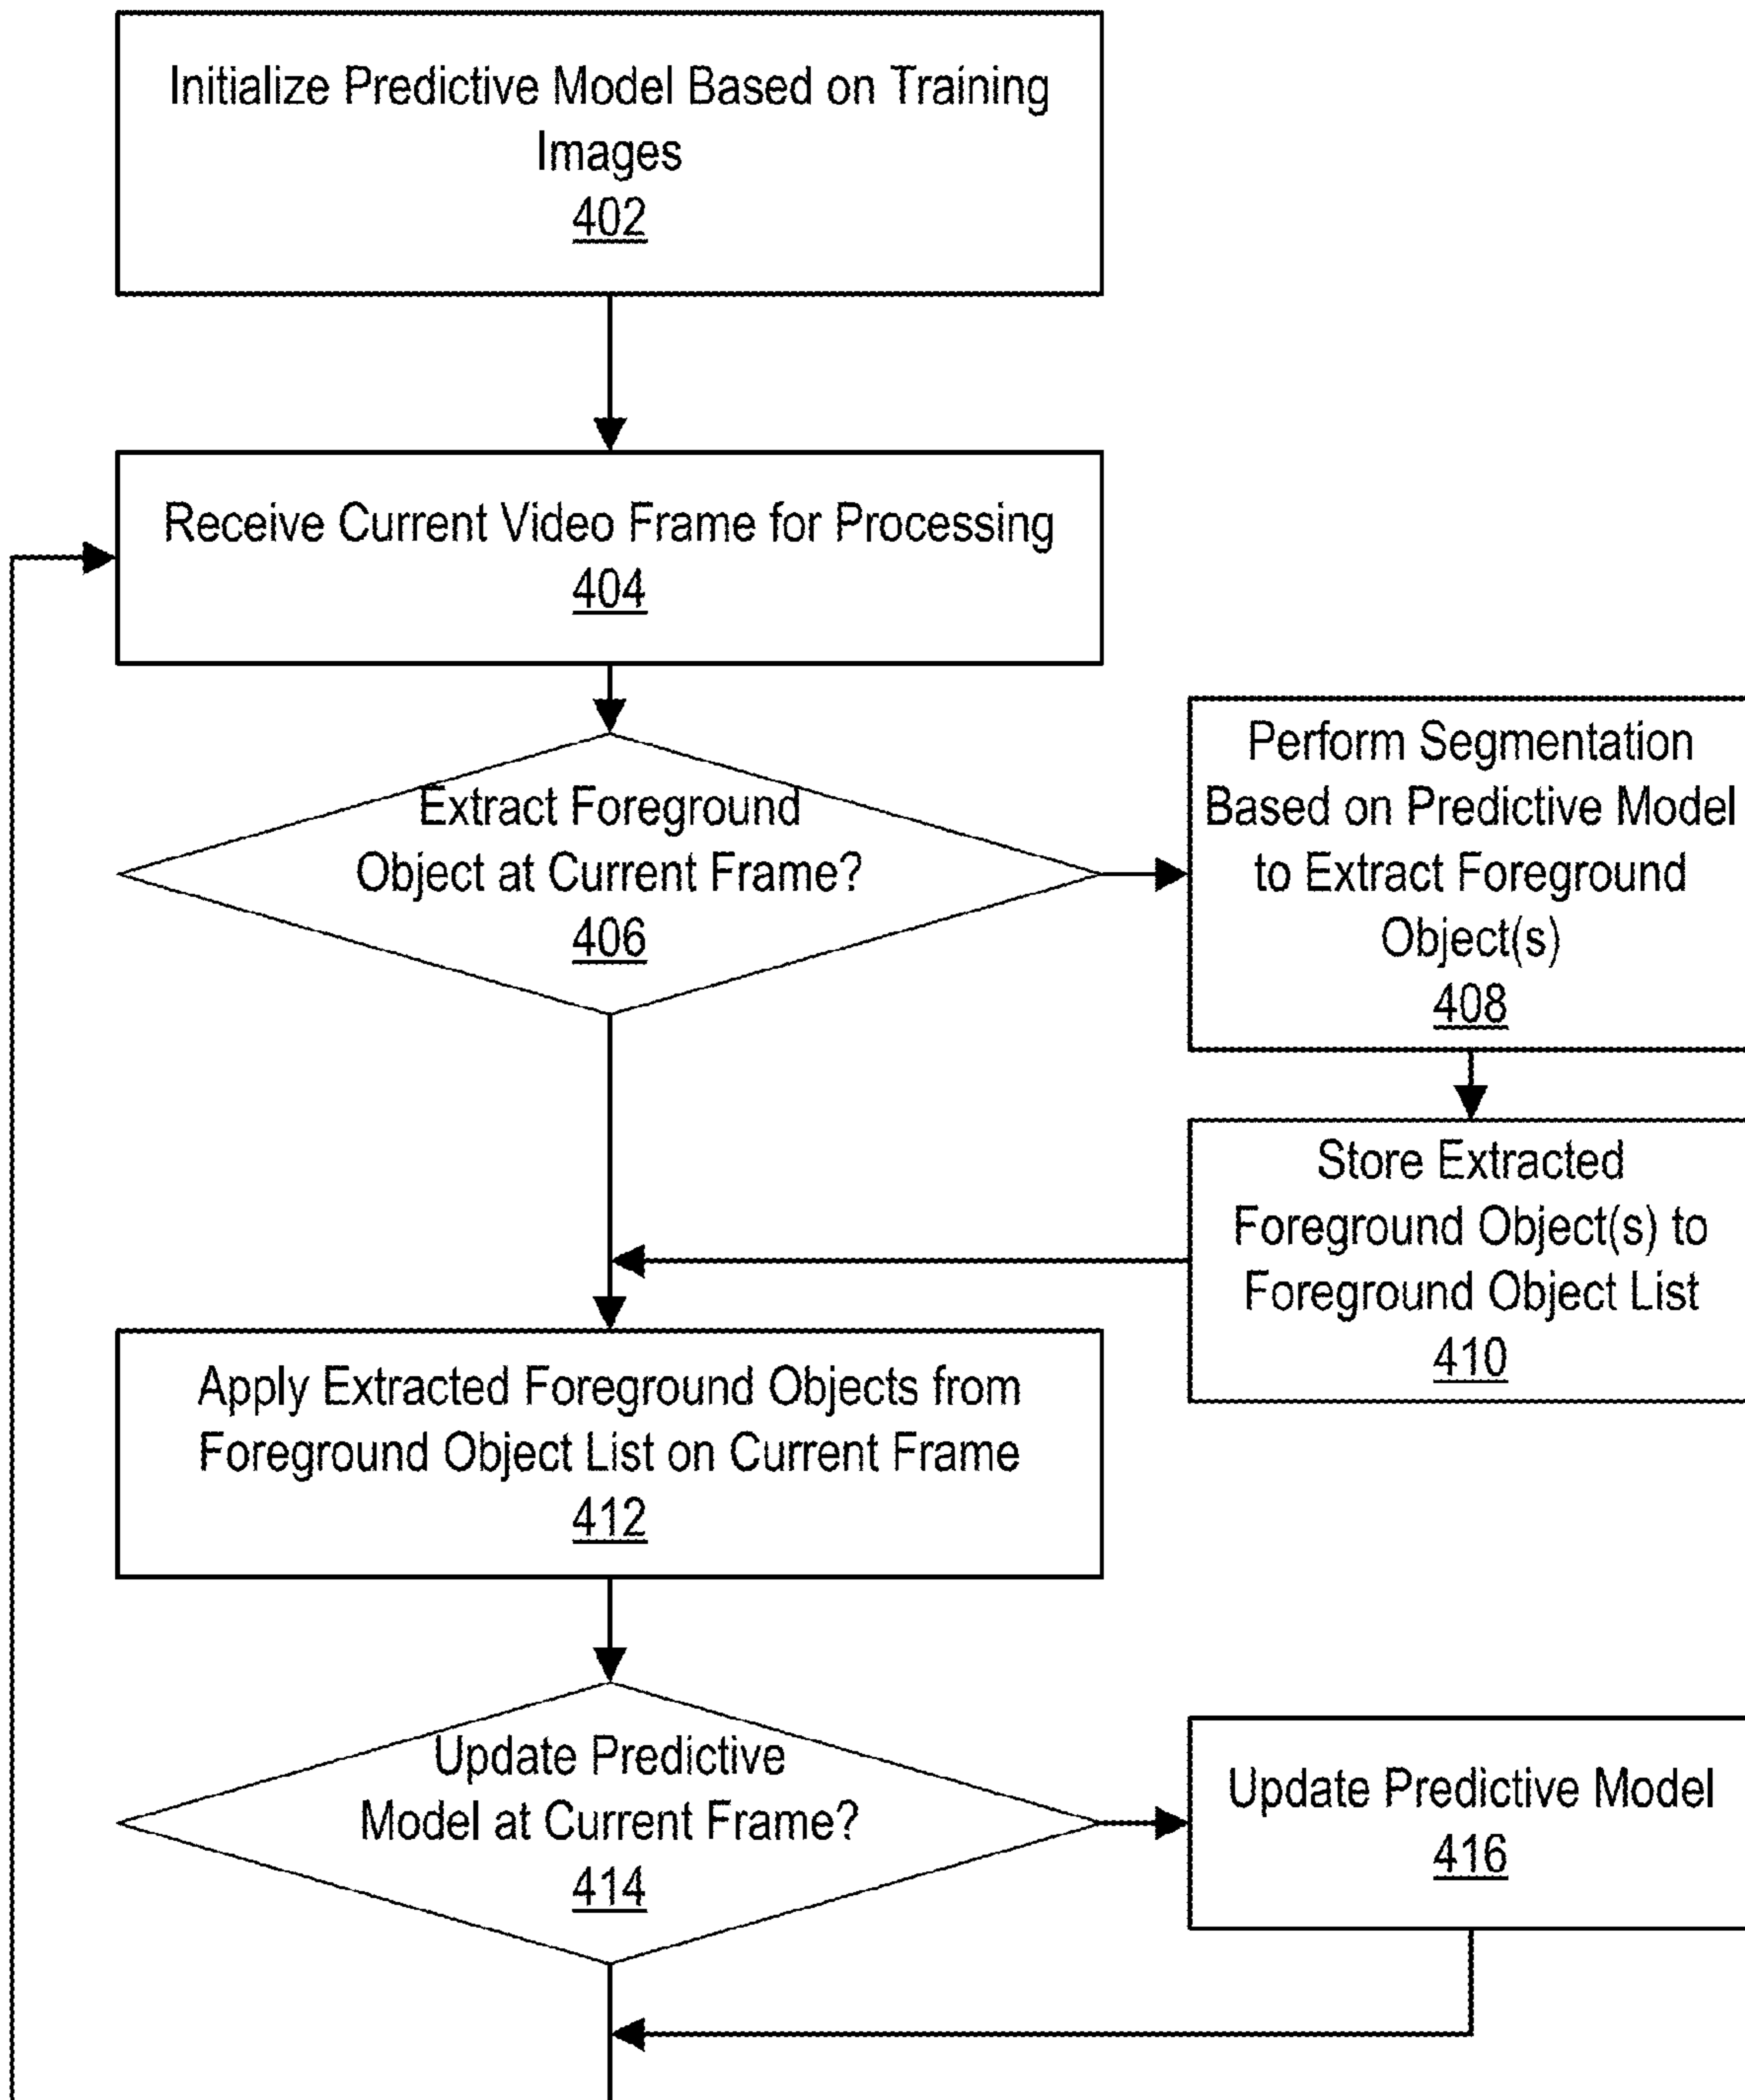 Initialize Predictive Model Based on Training
Images
402
Receive Current Video Frame for Processing
404
Extract Foreground
Object at Current Frame?
406
Perform Segmentation
Based on Predictive Model
to Extract Foreground
Object(s)
408
Store Extracted
Foreground Object(s) to
Foreground Object List
410
Apply Extracted Foreground Objects from
Foreground Object List on Current Frame
412
Update Predictive
Model at Current Frame?
414
Update Predictive Model
416